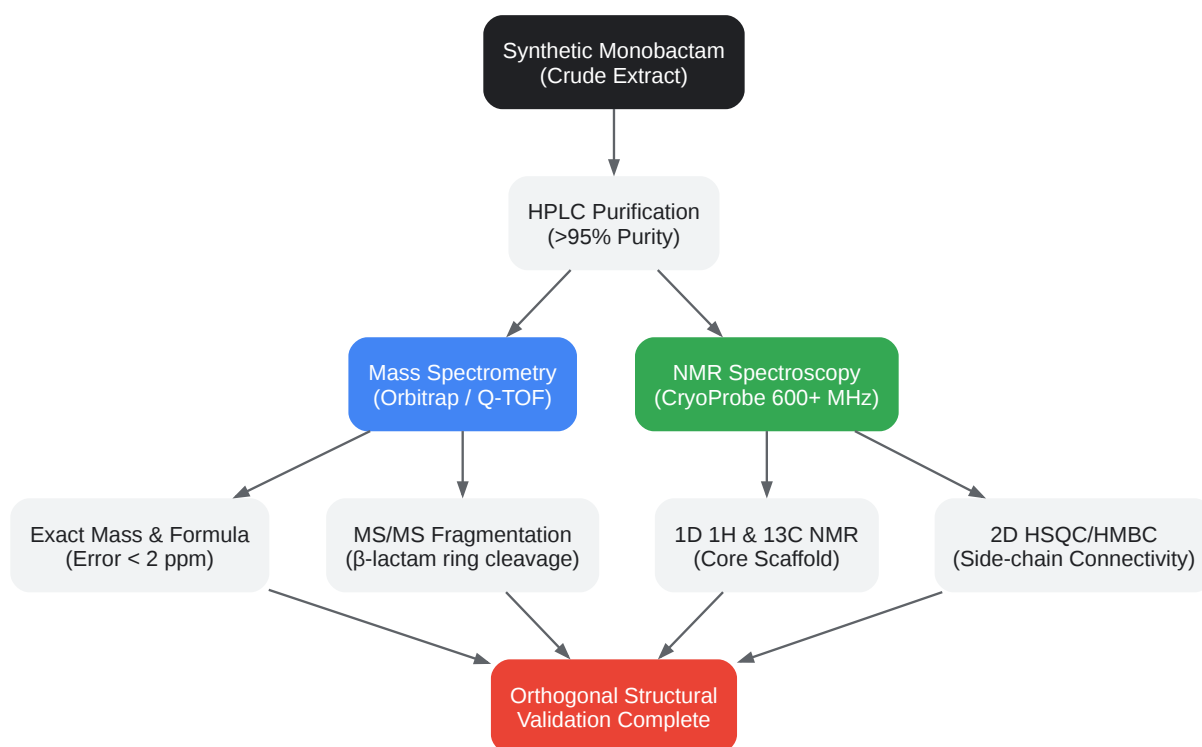 Synthetic Monobactam
(Crude Extract)
HPLC Purification
(>95% Purity)
Mass Spectrometry
(Orbitrap / Q-TOF)
NMR Spectroscopy
(CryoProbe 600+ MHz)
Exact Mass & Formula
(Error < 2 ppm)
MS/MS Fragmentation
(β-lactam ring cleavage)
1D 1H & 13C NMR
(Core Scaffold)
2D HSQC/HMBC
(Side-chain Connectivity)
Orthogonal Structural
Validation Complete